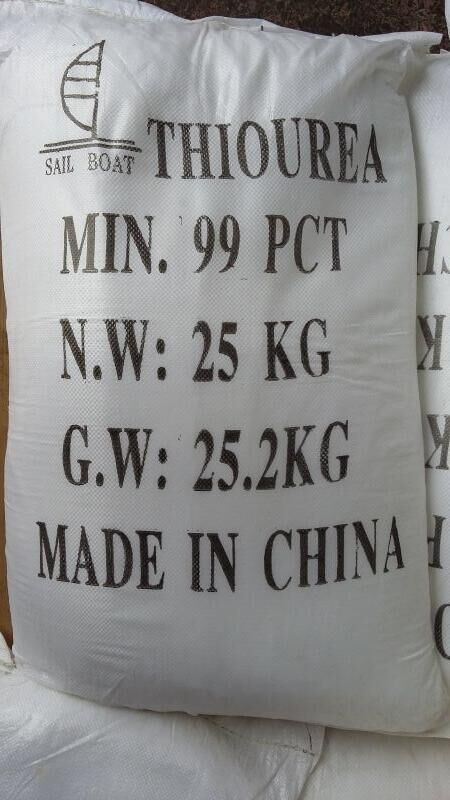 SAIL BOAT
THIOUREA
MIN. 99 PCT
N.W: 25 KG
G.W: 25.2KG
MADE IN CHINA